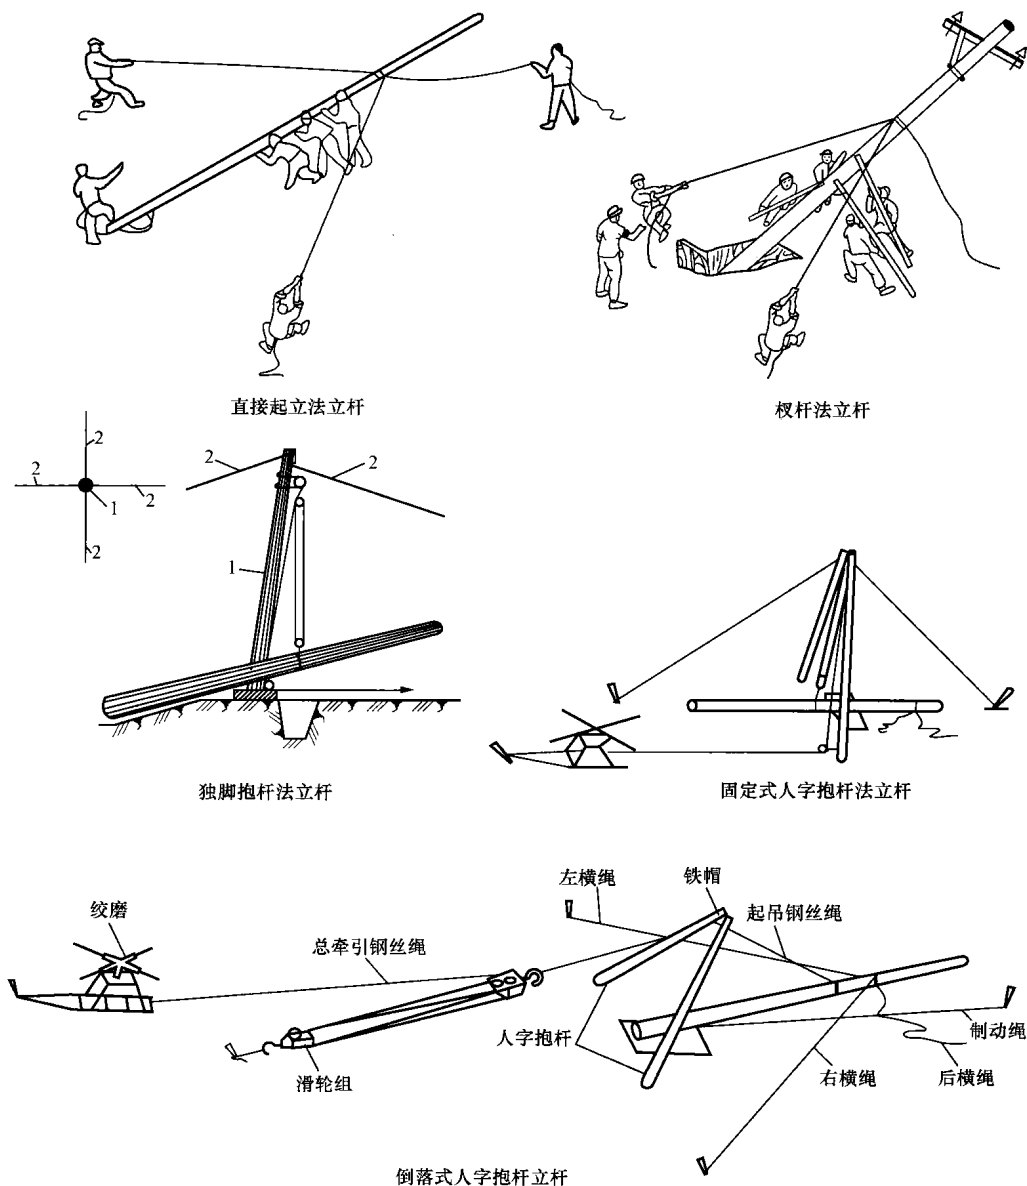 直接起立法立杆
杈杆法立杆
2
2
2
1
2
2
2
1
独脚抱杆法立杆
固定式人字抱杆法立杆
左横绳
铁帽
起吊钢丝绳
绞磨
总牵引钢丝绳
人字抱杆
滑轮组
制动绳
右横绳
后横绳
倒落式人字抱杆立杆